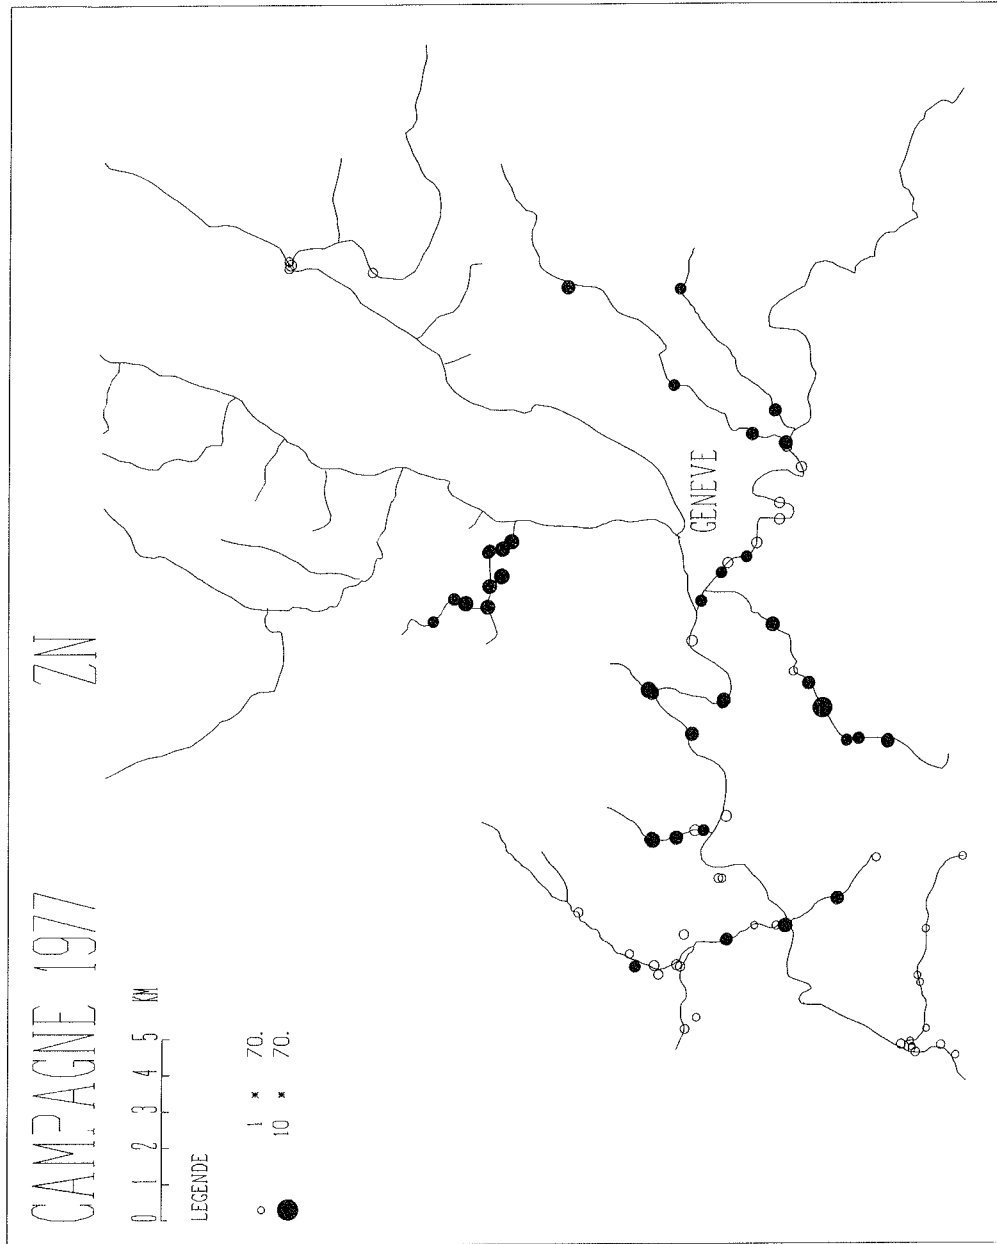 CAMPAGNE 1977 ZN
0 1 2 3 4 5 KM
LEGENDE
1 * 70.
10 * 70.
GENEVE